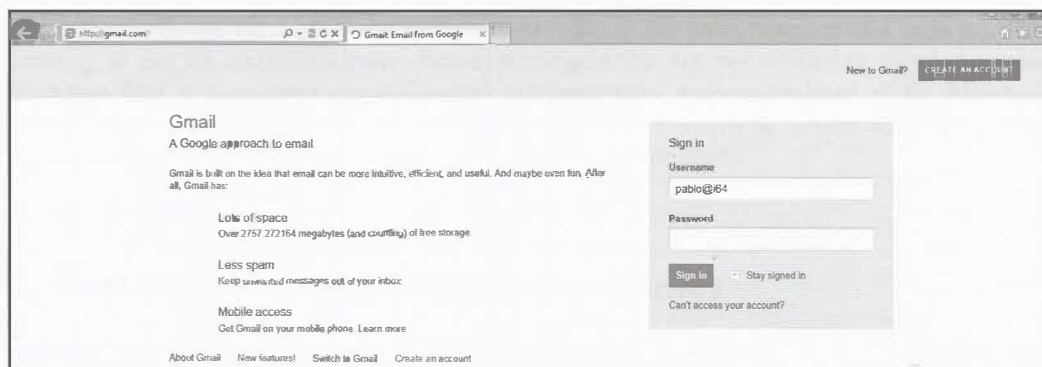 http://gmail.com Gmail: Email from Google
New to Gmail? CREATE AN ACCOUNT
Gmail
A Google approach to email.
Gmail is built on the idea that email can be more intuitive, efficient, and useful. And maybe even fun. After
all, Gmail has:
Lots of space
Over 2757.272164 megabytes (and counting) of free storage.
Less spam
Keep unwanted messages out of your inbox.
Mobile access
Get Gmail on your mobile phone. Learn more
About Gmail New features! Switch to Gmail Create an account
Sign in
Username
pablo@i64
Password
Sign in Stay signed in
Can't access your account?